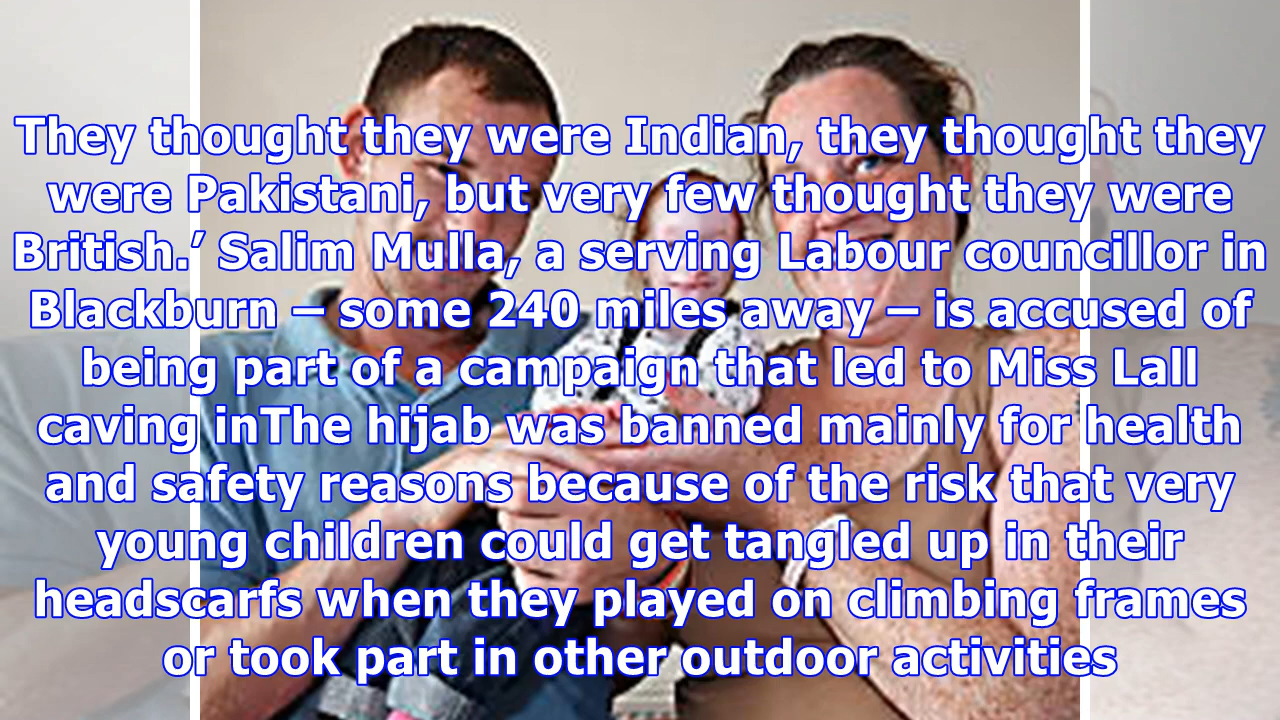 They thought they were Indian, they thought they
were Pakistani, but very few thought they were
British.’ Salim Mulla, a serving Labour councillor in
Blackburn – some 240 miles away – is accused of
being part of a campaign that led to Miss Lall
caving inThe hijab was banned mainly for health
and safety reasons because of the risk that very
young children could get tangled up in their
headscarfs when they played on climbing frames
or took part in other outdoor activities